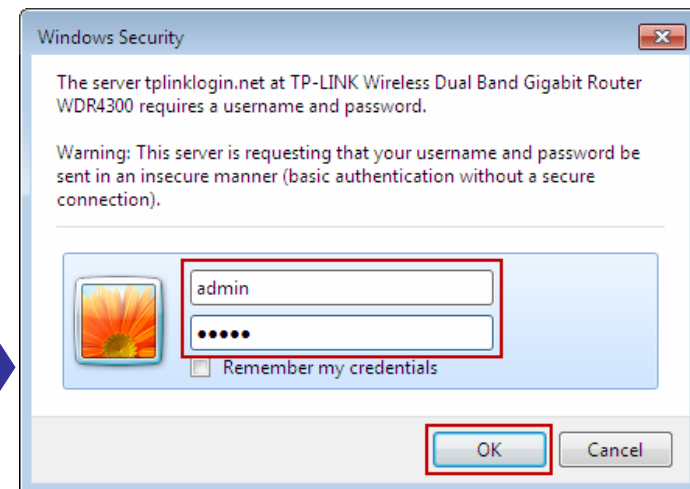 Windows Security
The server tplinklogin.net at TP-LINK Wireless Dual Band Gigabit Router
WDR4300 requires a username and password.
Warning: This server is requesting that your username and password be
sent in an insecure manner (basic authentication without a secure
connection).
admin
●●●●●
Remember my credentials
OK
Cancel